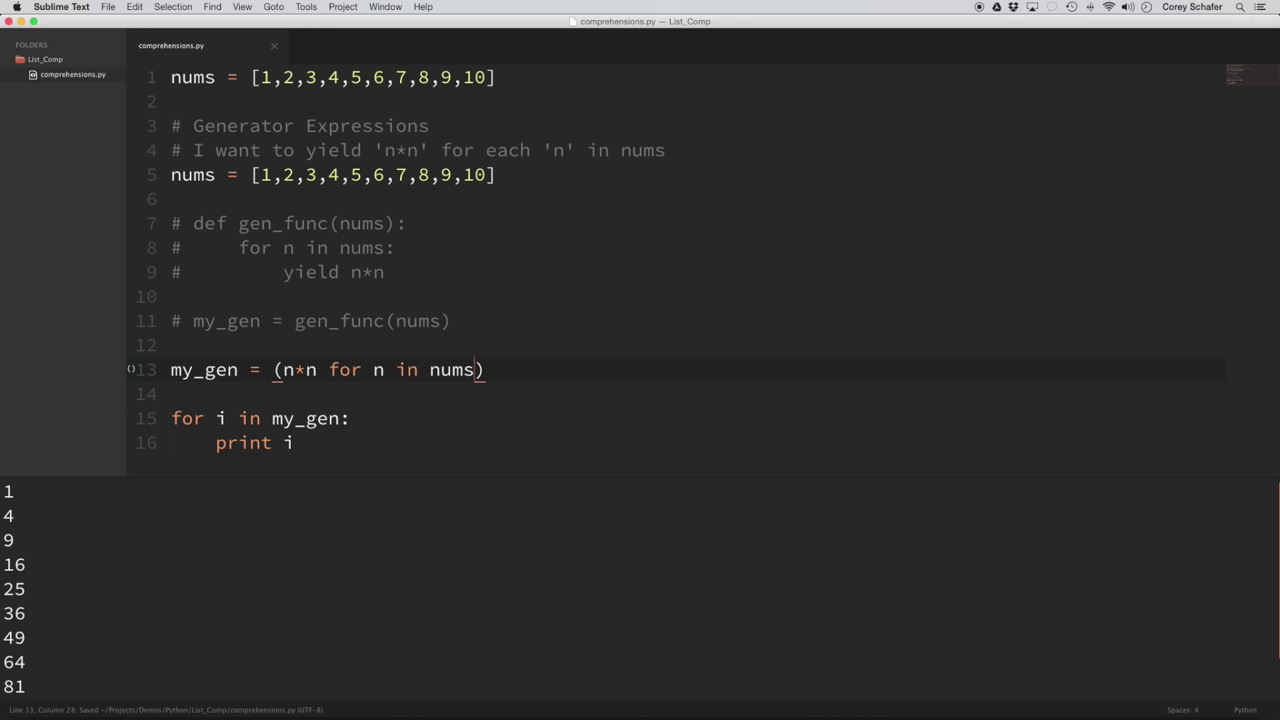 Sublime Text File Edit Selection Find View Goto Tools Project Window Help Corey Schafer
comprehensions.py — List_Comp
FOLDERS
List_Comp
comprehensions.py
comprehensions.py
1 nums = [1,2,3,4,5,6,7,8,9,10]
2
3 # Generator Expressions
4 # I want to yield 'n*n' for each 'n' in nums
5 nums = [1,2,3,4,5,6,7,8,9,10]
6
7 # def gen_func(nums):
8 #     for n in nums:
9 #         yield n*n
10
11 # my_gen = gen_func(nums)
12
13 my_gen = (n*n for n in nums)
14
15 for i in my_gen:
16     print i
1
4
9
16
25
36
49
64
81
Line 13, Column 28; Saved ~/Projects/Demos/Python/List_Comp/comprehensions.py (UTF-8) Spaces: 4 Python